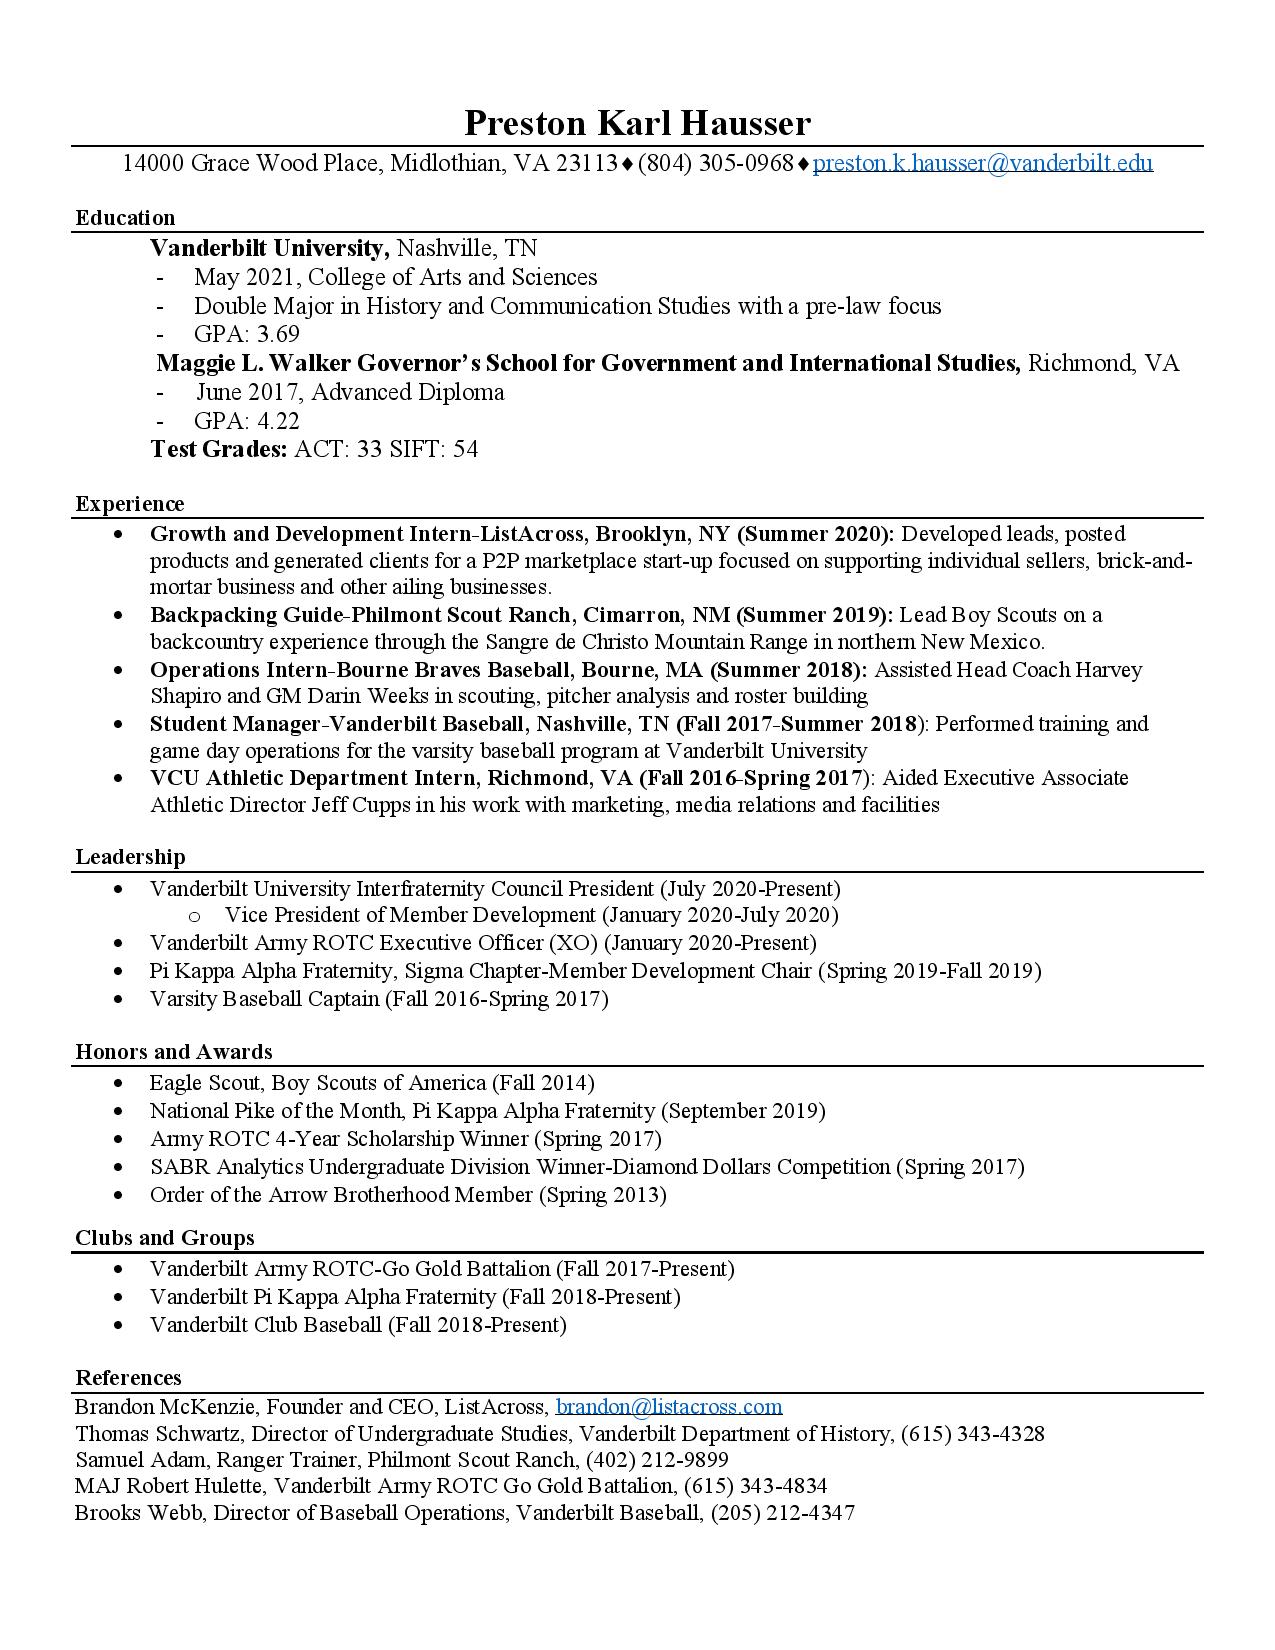 Preston Karl Hausser
14000 Grace Wood Place, Midlothian, VA 23113♦(804) 305-0968♦preston.k.hausser@vanderbilt.edu
Education
Vanderbilt University, Nashville, TN
- May 2021, College of Arts and Sciences
- Double Major in History and Communication Studies with a pre-law focus
- GPA: 3.69
Maggie L. Walker Governor’s School for Government and International Studies, Richmond, VA
- June 2017, Advanced Diploma
- GPA: 4.22
Test Grades: ACT: 33 SIFT: 54
Experience
• Growth and Development Intern-ListAcross, Brooklyn, NY (Summer 2020): Developed leads, posted
products and generated clients for a P2P marketplace start-up focused on supporting individual sellers, brick-and-
mortar business and other ailing businesses.
• Backpacking Guide-Philmont Scout Ranch, Cimarron, NM (Summer 2019): Lead Boy Scouts on a
backcountry experience through the Sangre de Christo Mountain Range in northern New Mexico.
• Operations Intern-Bourne Braves Baseball, Bourne, MA (Summer 2018): Assisted Head Coach Harvey
Shapiro and GM Darin Weeks in scouting, pitcher analysis and roster building
• Student Manager-Vanderbilt Baseball, Nashville, TN (Fall 2017-Summer 2018): Performed training and
game day operations for the varsity baseball program at Vanderbilt University
• VCU Athletic Department Intern, Richmond, VA (Fall 2016-Spring 2017): Aided Executive Associate
Athletic Director Jeff Cupps in his work with marketing, media relations and facilities
Leadership
• Vanderbilt University Interfraternity Council President (July 2020-Present)
o Vice President of Member Development (January 2020-July 2020)
• Vanderbilt Army ROTC Executive Officer (XO) (January 2020-Present)
• Pi Kappa Alpha Fraternity, Sigma Chapter-Member Development Chair (Spring 2019-Fall 2019)
• Varsity Baseball Captain (Fall 2016-Spring 2017)
Honors and Awards
• Eagle Scout, Boy Scouts of America (Fall 2014)
• National Pike of the Month, Pi Kappa Alpha Fraternity (September 2019)
• Army ROTC 4-Year Scholarship Winner (Spring 2017)
• SABR Analytics Undergraduate Division Winner-Diamond Dollars Competition (Spring 2017)
• Order of the Arrow Brotherhood Member (Spring 2013)
Clubs and Groups
• Vanderbilt Army ROTC-Go Gold Battalion (Fall 2017-Present)
• Vanderbilt Pi Kappa Alpha Fraternity (Fall 2018-Present)
• Vanderbilt Club Baseball (Fall 2018-Present)
References
Brandon McKenzie, Founder and CEO, ListAcross, brandon@listacross.com
Thomas Schwartz, Director of Undergraduate Studies, Vanderbilt Department of History, (615) 343-4328
Samuel Adam, Ranger Trainer, Philmont Scout Ranch, (402) 212-9899
MAJ Robert Hulette, Vanderbilt Army ROTC Go Gold Battalion, (615) 343-4834
Brooks Webb, Director of Baseball Operations, Vanderbilt Baseball, (205) 212-4347